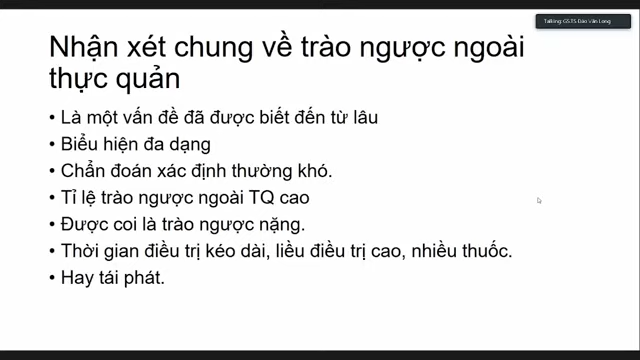 Talking: GS.TS Đào Văn Long
Nhận xét chung về trào ngược ngoài
thực quản
• Là một vấn đề đã được biết đến từ lâu
• Biểu hiện đa dạng
• Chẩn đoán xác định thường khó.
• Tỉ lệ trào ngược ngoài TQ cao
• Được coi là trào ngược nặng.
• Thời gian điều trị kéo dài, liều điều trị cao, nhiều thuốc.
• Hay tái phát.